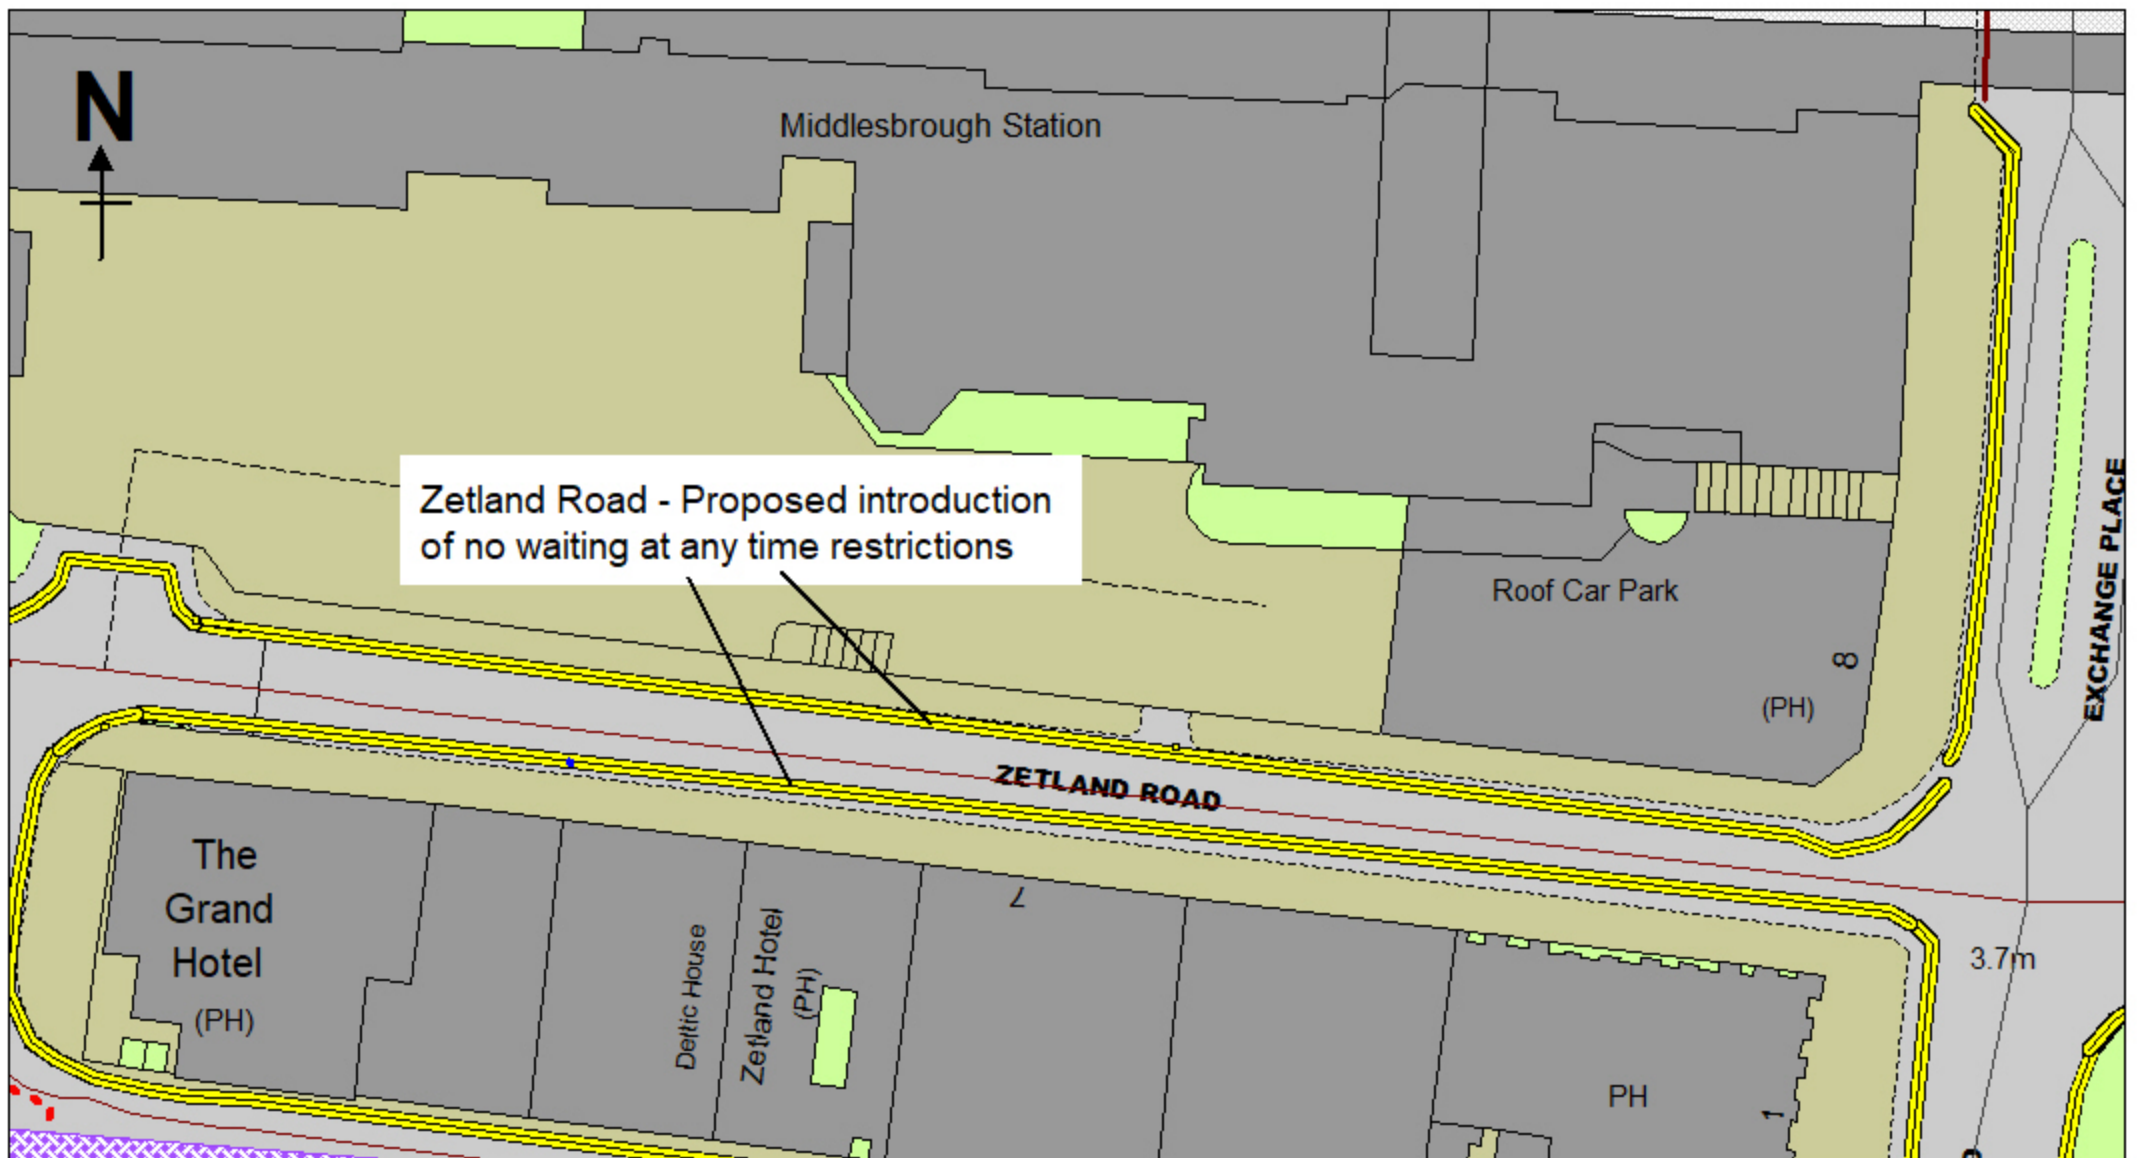 N
Middlesbrough Station
Zetland Road - Proposed introduction
of no waiting at any time restrictions
Roof Car Park
8
(PH)
EXCHANGE PLACE
ZETLAND ROAD
The
Grand
Hotel
(PH)
Deltic House
Zetland Hotel
(PH)
7
3.7m
PH
1